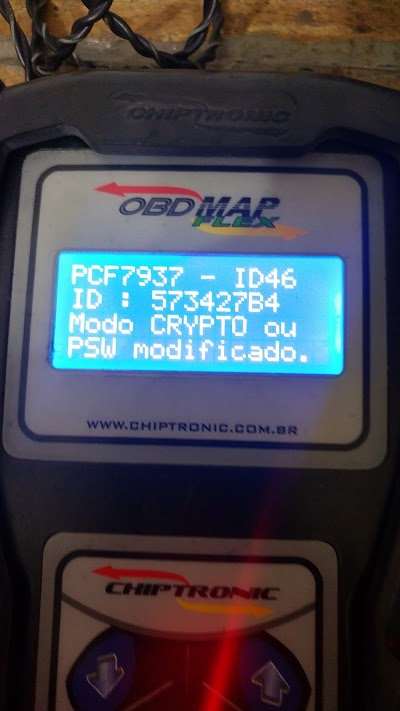 CHIPTRONIC
OBDMAP
FLEX
PCF7937 - ID46
ID : 573427B4
Modo CRYPTO ou
PSW modificado.
WWW.CHIPTRONIC.COM.BR
CHIPTRONIC